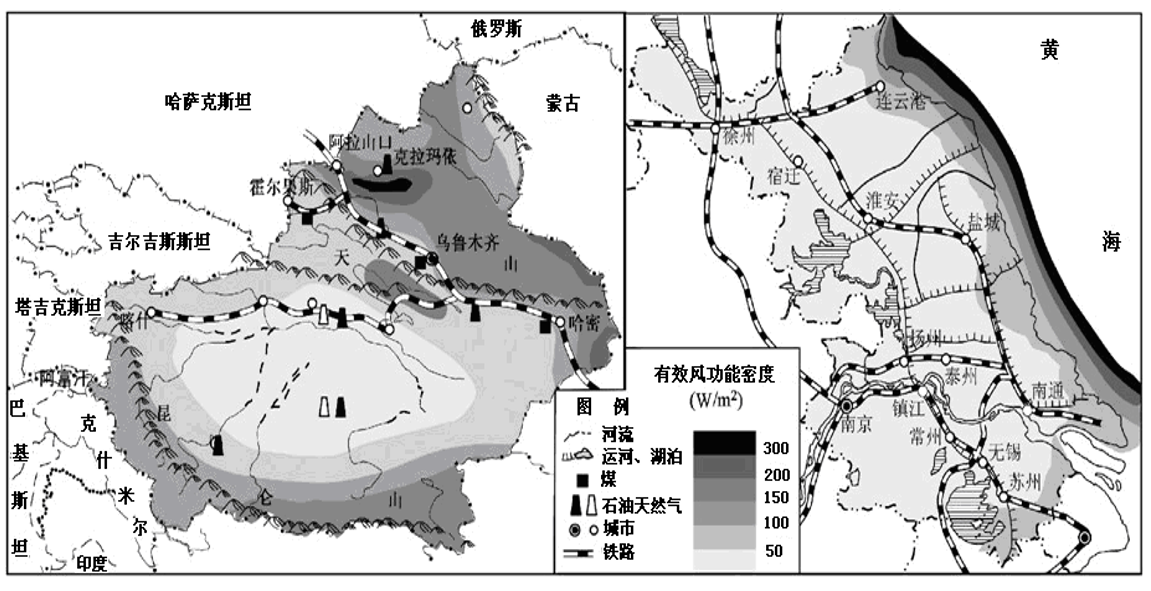 俄罗斯
哈萨克斯坦
蒙古
阿拉山口
克拉玛依
霍尔果斯
吉尔吉斯斯坦
天
乌鲁木齐
山
塔吉克斯坦
喀什
哈密
阿富汗
巴基斯坦
克什米尔
昆
仑
山
印度
黄
海
连云港
徐州
宿迁
淮安
盐城
扬州
泰州
南通
南京
镇江
常州
无锡
苏州
图 例
河流
运河、湖泊
煤
石油天然气
城市
铁路
有效风功能密度
(W/m²)
300
200
150
100
50